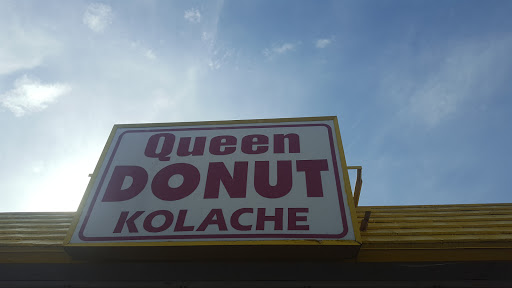 Queen
DONUT
KOLACHE